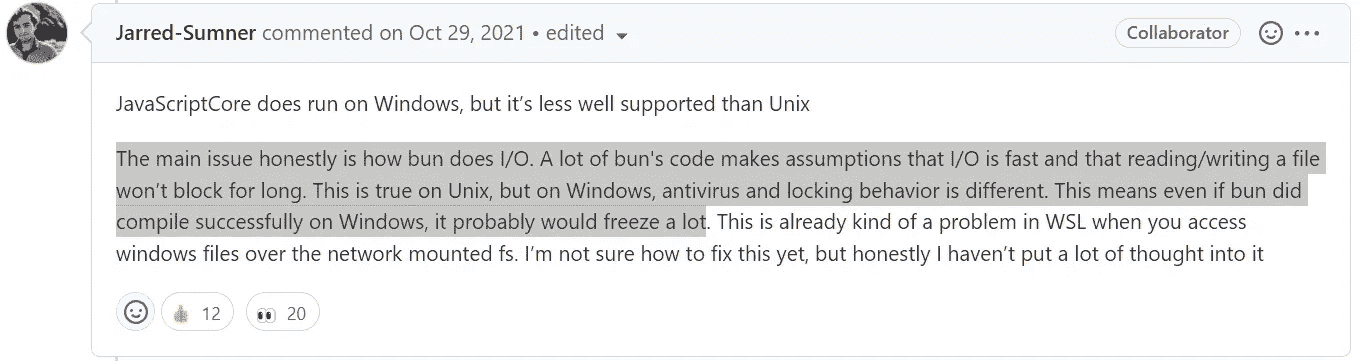 Jarred-Sumner commented on Oct 29, 2021 • edited
Collaborator
JavaScriptCore does run on Windows, but it’s less well supported than Unix
The main issue honestly is how bun does I/O. A lot of bun's code makes assumptions that I/O is fast and that reading/writing a file
won’t block for long. This is true on Unix, but on Windows, antivirus and locking behavior is different. This means even if bun did
compile successfully on Windows, it probably would freeze a lot. This is already kind of a problem in WSL when you access
windows files over the network mounted fs. I’m not sure how to fix this yet, but honestly I haven’t put a lot of thought into it
12
20